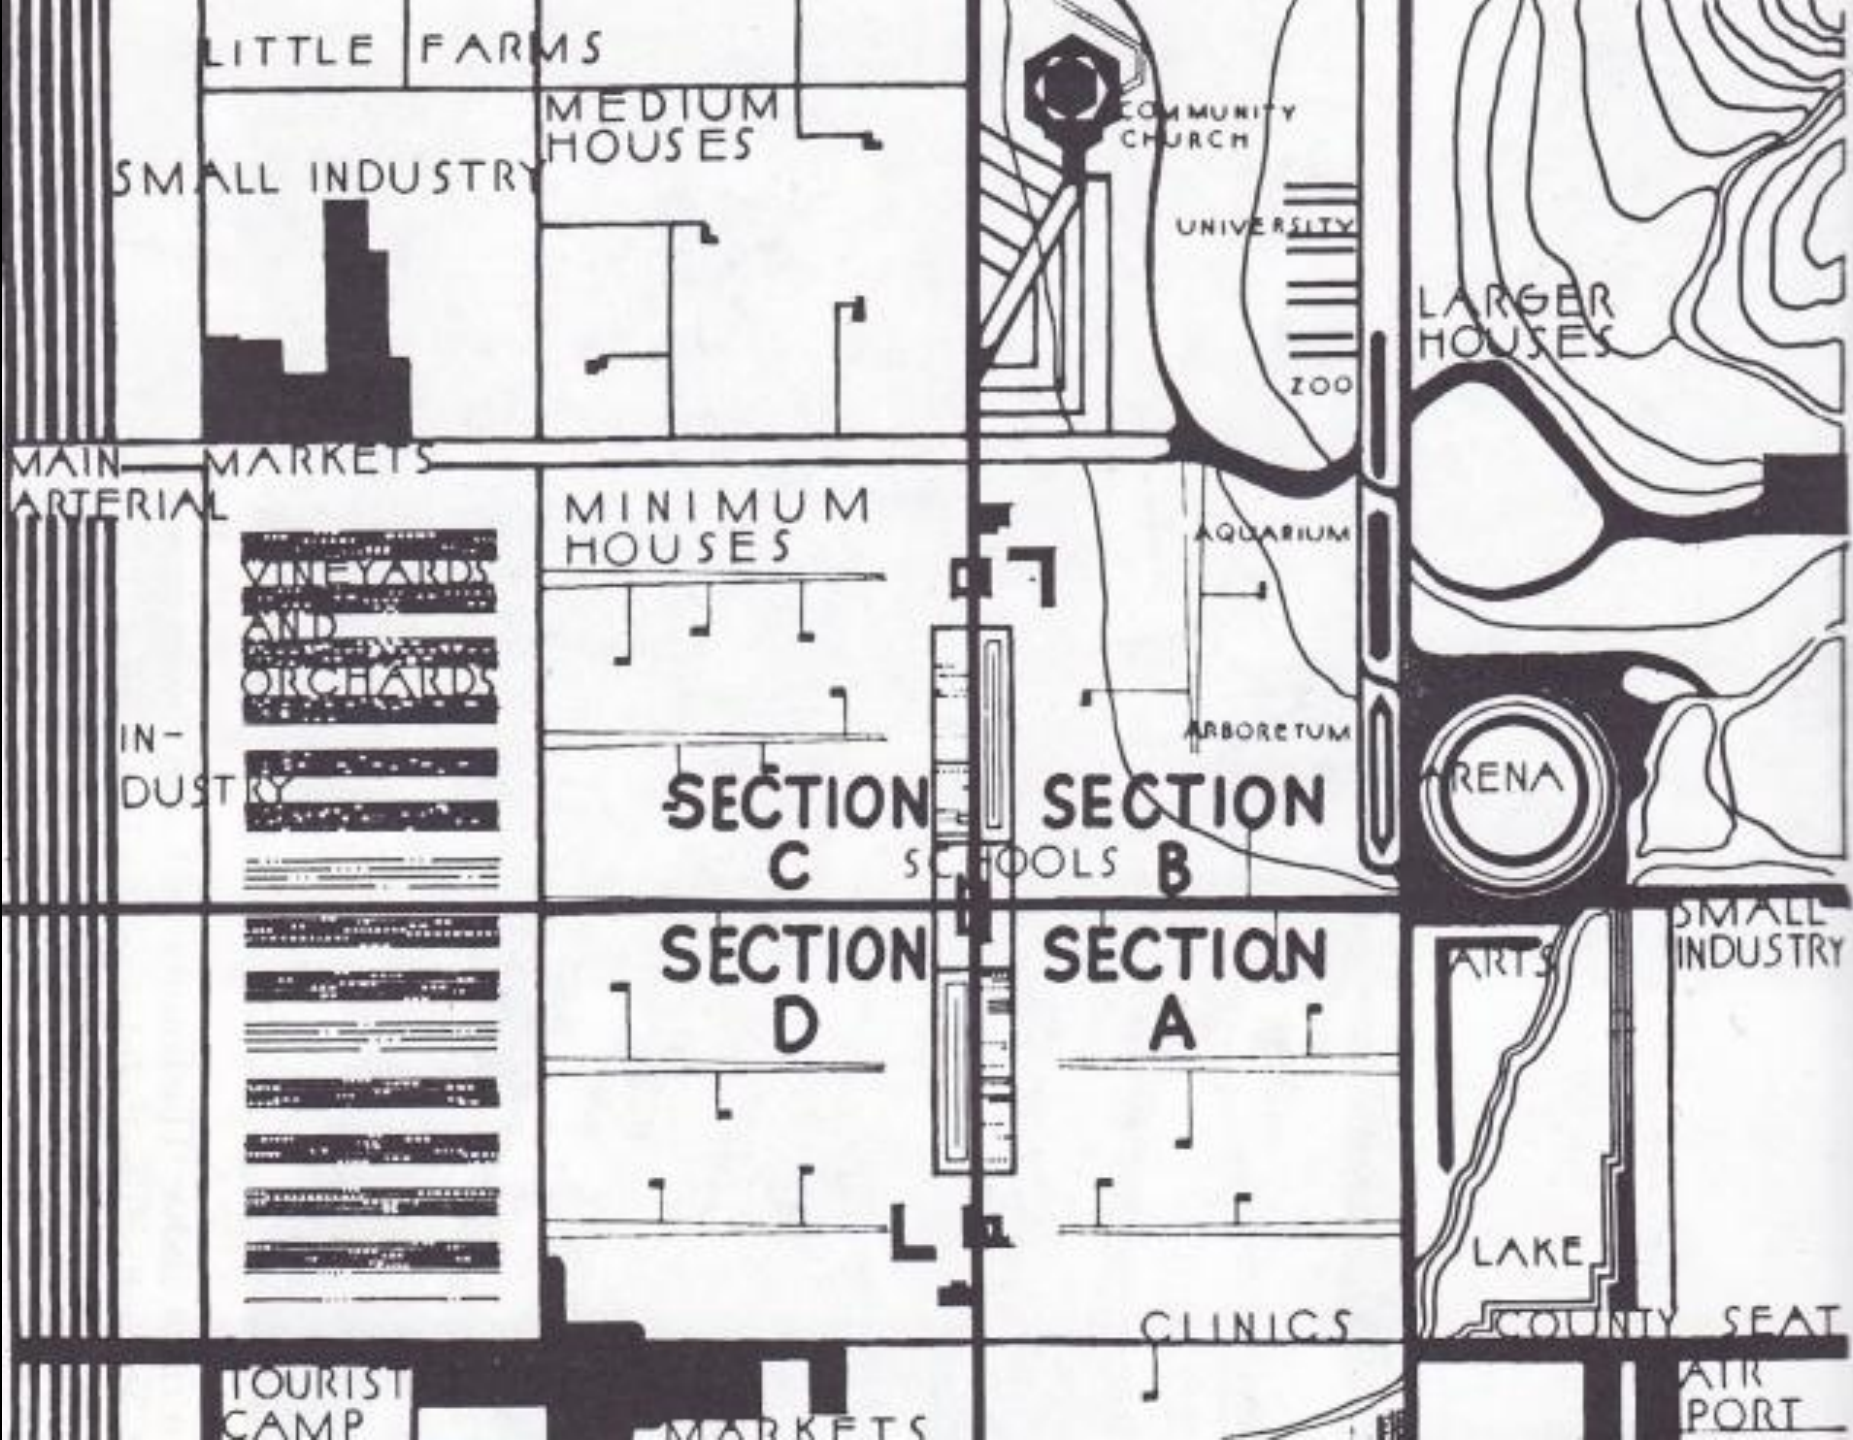 LITTLE FARMS
MEDIUM
HOUSES
SMALL INDUSTRY
COMMUNITY
CHURCH
UNIVERSITY
ZOO
LARGER
HOUSES
MAIN
ARTERIAL
MARKETS
MINIMUM
HOUSES
AQUARIUM
VINEYARDS
AND
ORCHARDS
IN-
DUSTRY
ARBORETUM
ARENA
SECTION
C
SECTION
B
SCHOOLS
SECTION
D
SECTION
A
ARTS
SMALL
INDUSTRY
LAKE
CLINICS
COUNTY SEAT
TOURIST
CAMP
MARKETS
AIR
PORT